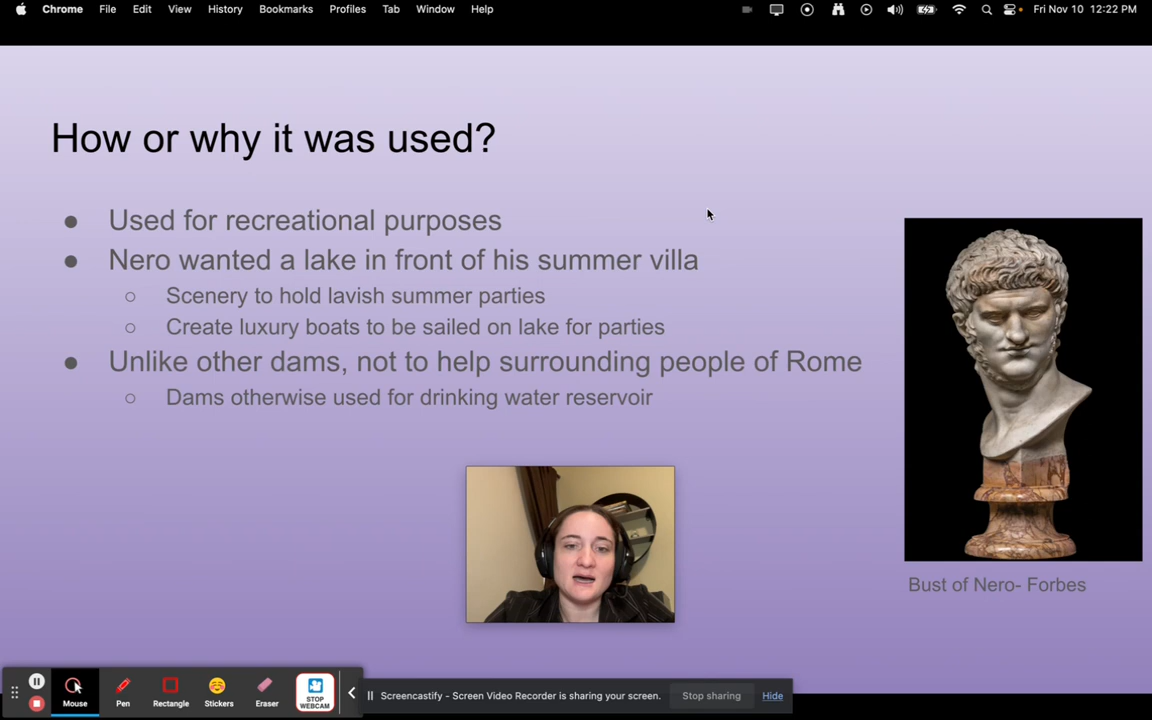 Chrome File Edit View History Bookmarks Profiles Tab Window Help Fri Nov 10 12:22 PM
How or why it was used?
● Used for recreational purposes
● Nero wanted a lake in front of his summer villa
○ Scenery to hold lavish summer parties
○ Create luxury boats to be sailed on lake for parties
● Unlike other dams, not to help surrounding people of Rome
○ Dams otherwise used for drinking water reservoir
Bust of Nero- Forbes
Mouse Pen Rectangle Stickers Eraser STOP WEBCAM
Screencastify - Screen Video Recorder is sharing your screen. Stop sharing Hide